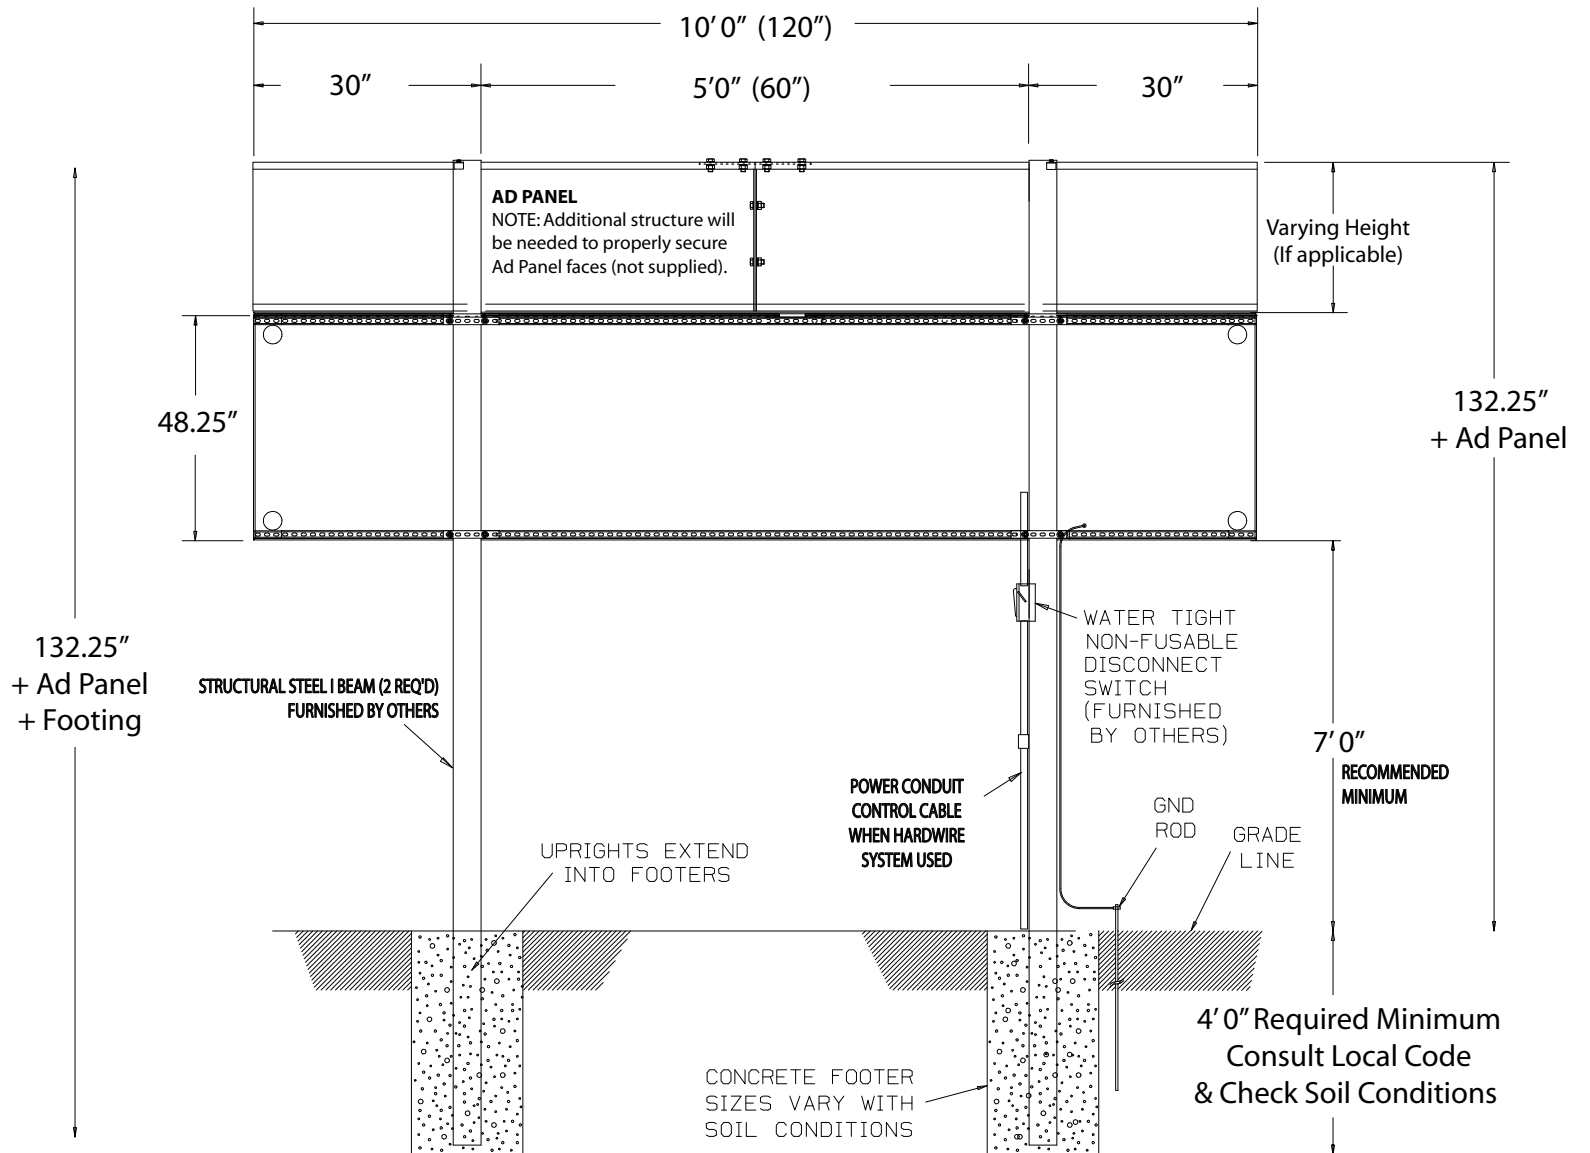 10'0" (120")
30"
5'0" (60")
30"
AD PANEL
NOTE: Additional structure will
be needed to properly secure
Ad Panel faces (not supplied).
Varying Height
(If applicable)
48.25"
132.25"
+ Ad Panel
132.25"
+ Ad Panel
+ Footing
STRUCTURAL STEEL I BEAM (2 REQ'D)
FURNISHED BY OTHERS
WATER TIGHT
NON-FUSABLE
DISCONNECT
SWITCH
(FURNISHED
BY OTHERS)
7'0"
RECOMMENDED
MINIMUM
POWER CONDUIT
CONTROL CABLE
WHEN HARDWIRE
SYSTEM USED
GND
ROD
GRADE
LINE
UPRIGHTS EXTEND
INTO FOOTERS
4'0" Required Minimum
Consult Local Code
& Check Soil Conditions
CONCRETE FOOTER
SIZES VARY WITH
SOIL CONDITIONS